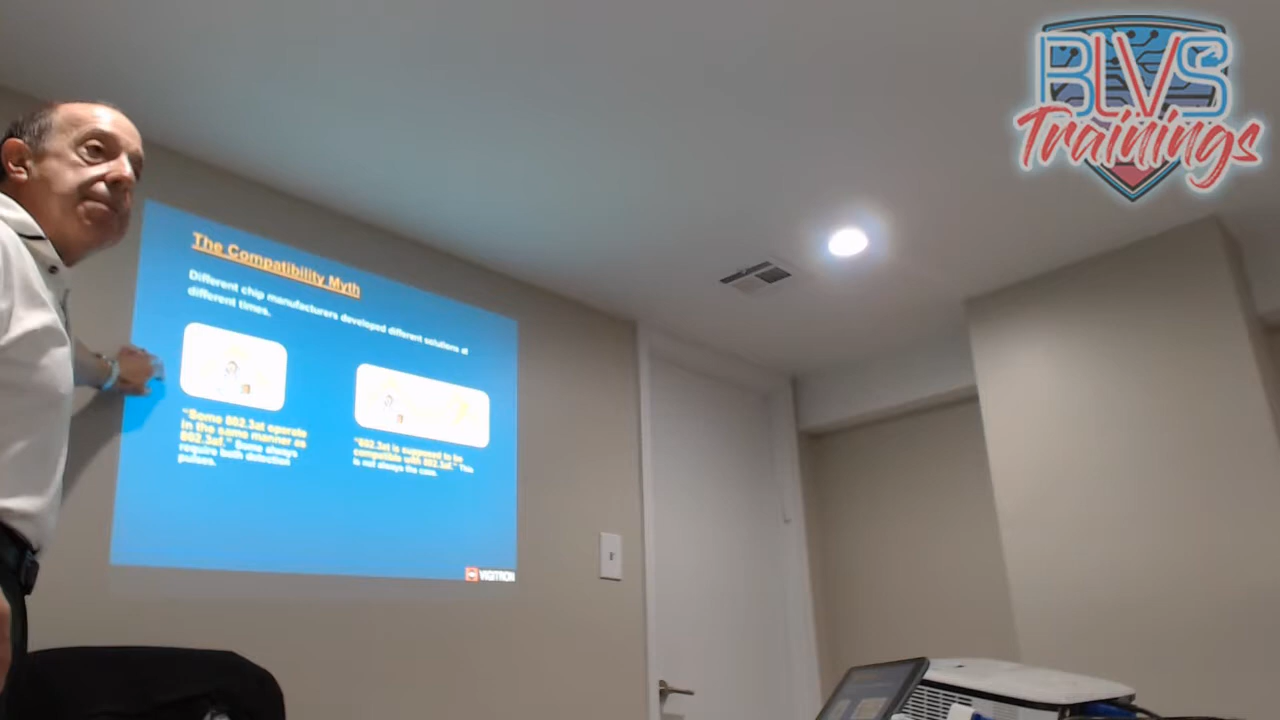 BLVS
Trainings
The Compatibility Myth
Different chip manufacturers developed different solutions at
different times.
"Some 802.3at operate
in the same manner as
802.3af." Some always
require both detection
pulses.
"802.3at is supposed to be
compatible with 802.3af." This
is not always the case.
VIGITRON